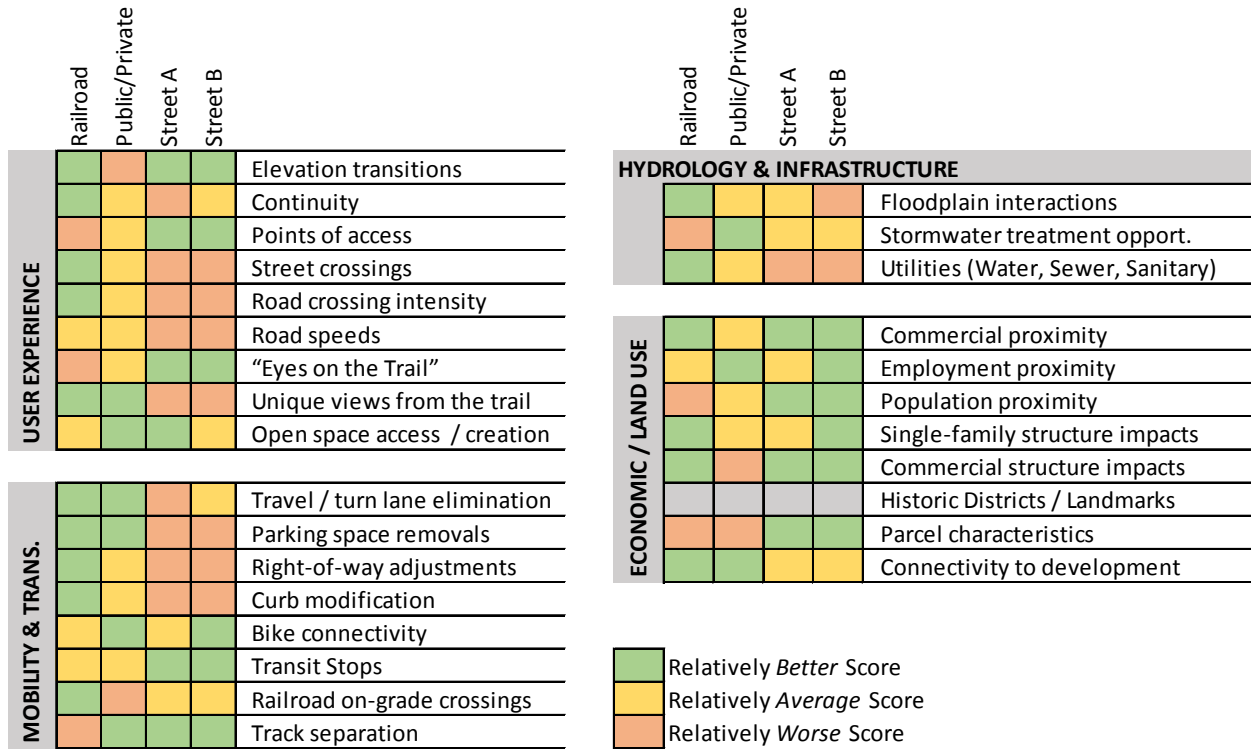 Railroad
Public/Private
Street A
Street B
USER EXPERIENCE
Elevation transitions
Continuity
Points of access
Street crossings
Road crossing intensity
Road speeds
“Eyes on the Trail”
Unique views from the trail
Open space access / creation
MOBILITY & TRANS.
Travel / turn lane elimination
Parking space removals
Right-of-way adjustments
Curb modification
Bike connectivity
Transit Stops
Railroad on-grade crossings
Track separation
Railroad
Public/Private
Street A
Street B
HYDROLOGY & INFRASTRUCTURE
Floodplain interactions
Stormwater treatment opport.
Utilities (Water, Sewer, Sanitary)
ECONOMIC / LAND USE
Commercial proximity
Employment proximity
Population proximity
Single-family structure impacts
Commercial structure impacts
Historic Districts / Landmarks
Parcel characteristics
Connectivity to development
Relatively Better Score
Relatively Average Score
Relatively Worse Score